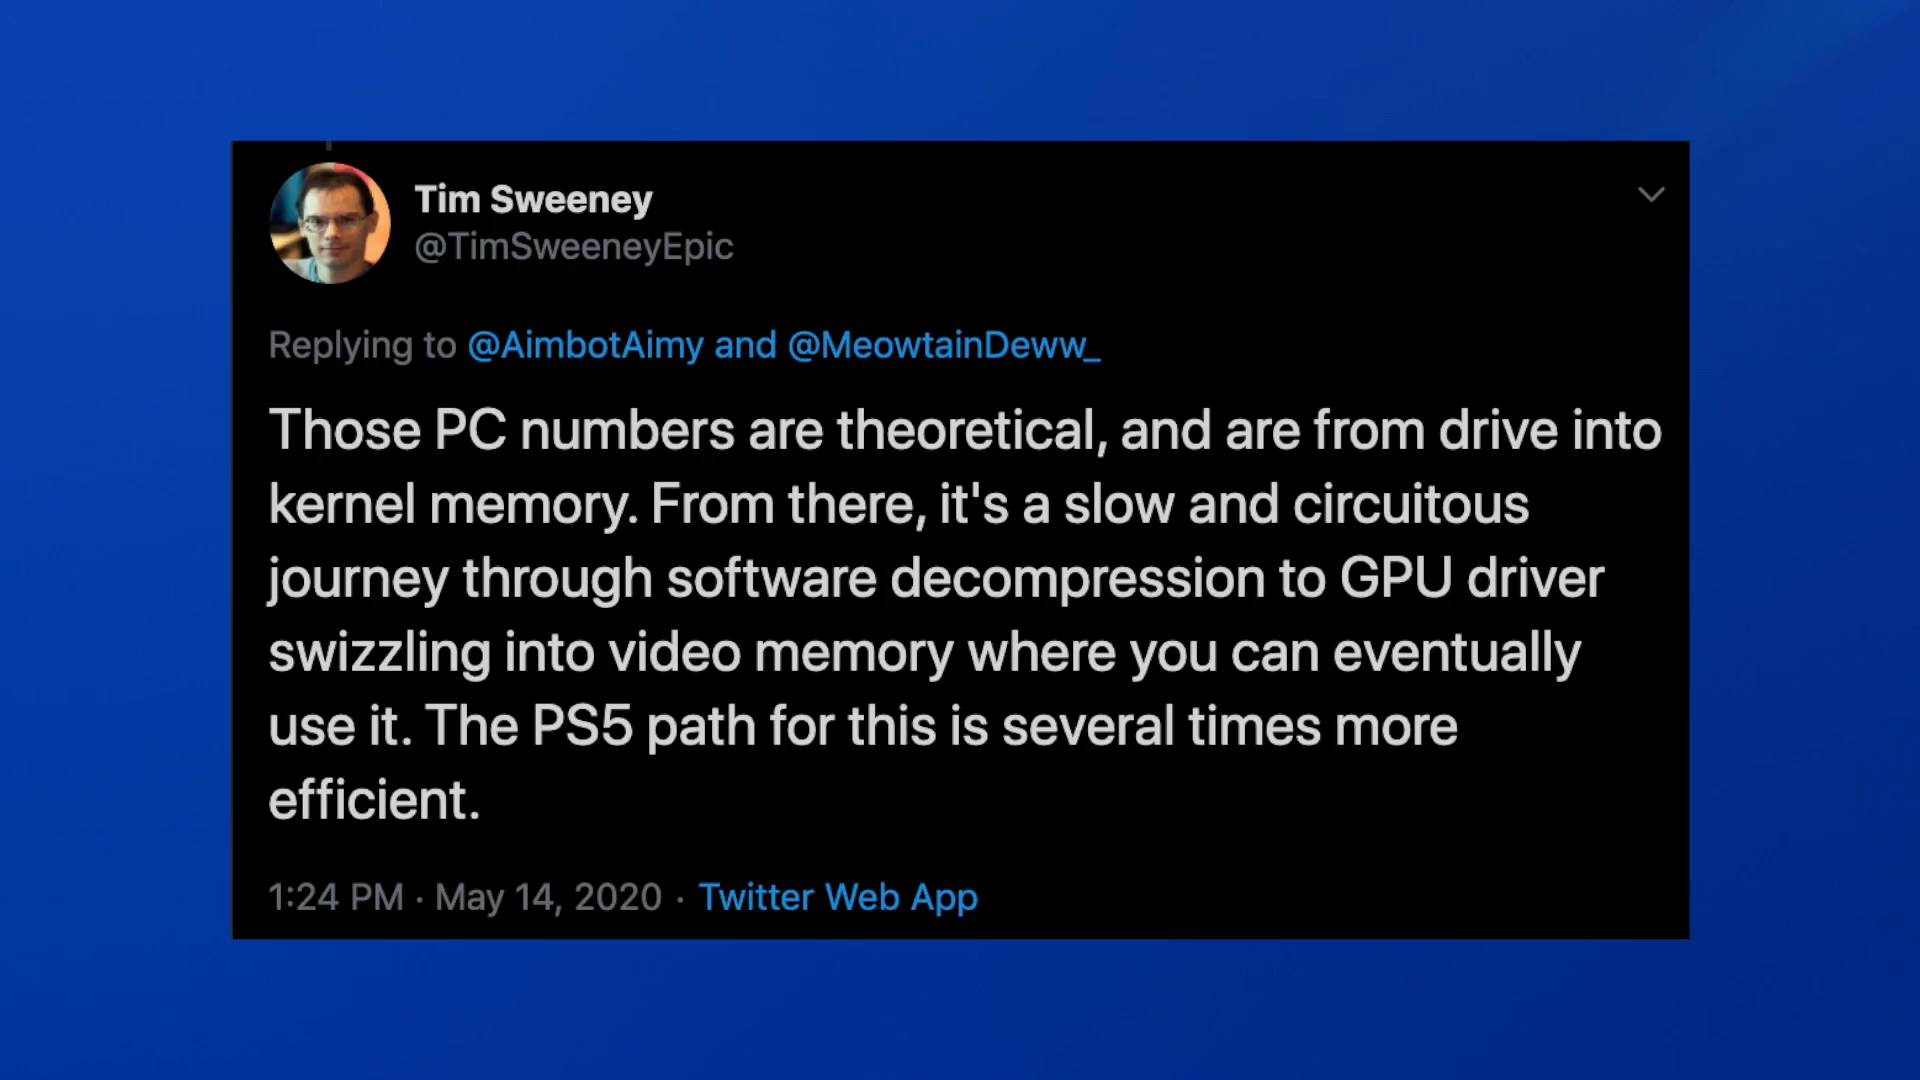 Tim Sweeney
@TimSweeneyEpic
Replying to @AimbotAimy and @MeowtainDeww_
Those PC numbers are theoretical, and are from drive into
kernel memory. From there, it's a slow and circuitous
journey through software decompression to GPU driver
swizzling into video memory where you can eventually
use it. The PS5 path for this is several times more
efficient.
1:24 PM · May 14, 2020 · Twitter Web App